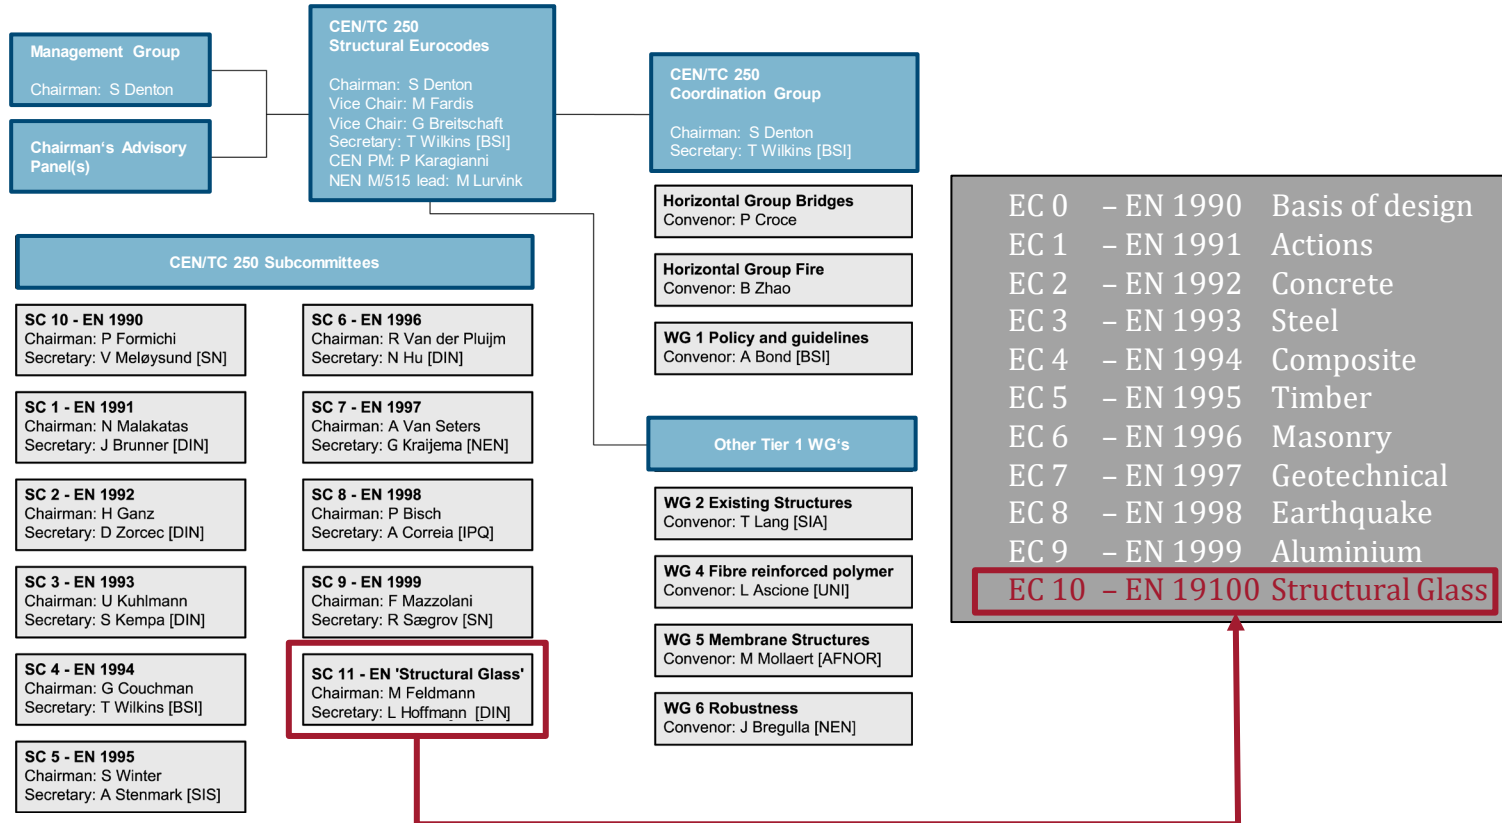 Management Group
Chairman: S Denton
Chairman‘s Advisory
Panel(s)
CEN/TC 250
Structural Eurocodes
Chairman: S Denton
Vice Chair: M Fardis
Vice Chair: G Breitschaft
Secretary: T Wilkins [BSI]
CEN PM: P Karagianni
NEN M/515 lead: M Lurvink
CEN/TC 250
Coordination Group
Chairman: S Denton
Secretary: T Wilkins [BSI]
Horizontal Group Bridges
Convenor: P Croce
Horizontal Group Fire
Convenor: B Zhao
WG 1 Policy and guidelines
Convenor: A Bond [BSI]
CEN/TC 250 Subcommittees
SC 10 - EN 1990
Chairman: P Formichi
Secretary: V Meløysund [SN]
SC 1 - EN 1991
Chairman: N Malakatas
Secretary: J Brunner [DIN]
SC 2 - EN 1992
Chairman: H Ganz
Secretary: D Zorcec [DIN]
SC 3 - EN 1993
Chairman: U Kuhlmann
Secretary: S Kempa [DIN]
SC 4 - EN 1994
Chairman: G Couchman
Secretary: T Wilkins [BSI]
SC 5 - EN 1995
Chairman: S Winter
Secretary: A Stenmark [SIS]
SC 6 - EN 1996
Chairman: R Van der Pluijm
Secretary: N Hu [DIN]
SC 7 - EN 1997
Chairman: A Van Seters
Secretary: G Kraijema [NEN]
SC 8 - EN 1998
Chairman: P Bisch
Secretary: A Correia [IPQ]
SC 9 - EN 1999
Chairman: F Mazzolani
Secretary: R Sægrov [SN]
SC 11 - EN 'Structural Glass'
Chairman: M Feldmann
Secretary: L Hoffmann [DIN]
Other Tier 1 WG‘s
WG 2 Existing Structures
Convenor: T Lang [SIA]
WG 4 Fibre reinforced polymer
Convenor: L Ascione [UNI]
WG 5 Membrane Structures
Convenor: M Mollaert [AFNOR]
WG 6 Robustness
Convenor: J Bregulla [NEN]
EC 0 – EN 1990 Basis of design
EC 1 – EN 1991 Actions
EC 2 – EN 1992 Concrete
EC 3 – EN 1993 Steel
EC 4 – EN 1994 Composite
EC 5 – EN 1995 Timber
EC 6 – EN 1996 Masonry
EC 7 – EN 1997 Geotechnical
EC 8 – EN 1998 Earthquake
EC 9 – EN 1999 Aluminium
EC 10 – EN 19100 Structural Glass